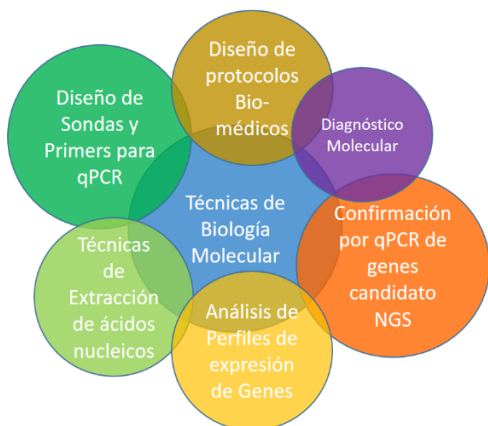 Diseño de
protocolos
Bio-
médicos
Diseño de
Sondas y
Primers para
qPCR
Diagnóstico
Molecular
Técnicas de
Biología
Molecular
Confirmación
por qPCR de
genes
candidato
NGS
Técnicas
de
Extracción
de ácidos
nucleicos
Análisis de
Perfiles de
expresión
de Genes